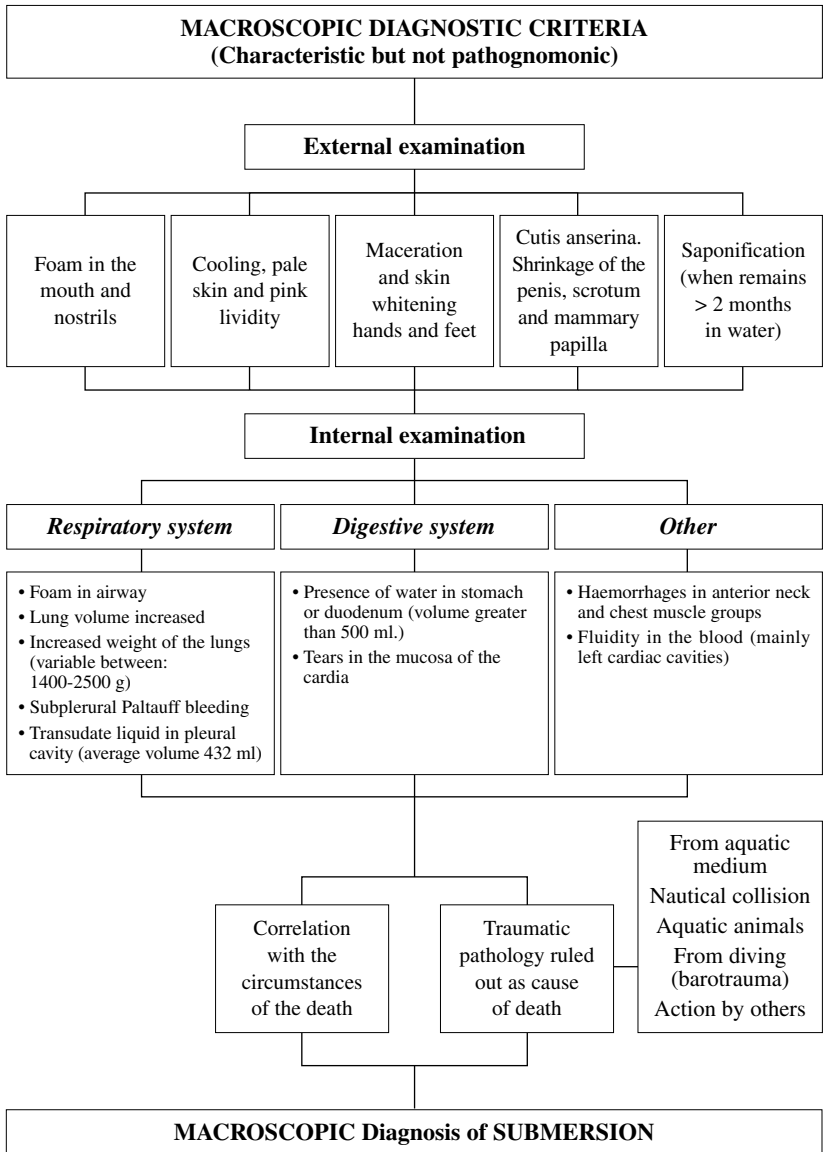 MACROSCOPIC DIAGNOSTIC CRITERIA
(Characteristic but not pathognomonic)
External examination
Foam in the
mouth and
nostrils
Cooling, pale
skin and pink
lividity
Maceration
and skin
whitening
hands and feet
Cutis anserina.
Shrinkage of the
penis, scrotum
and mammary
papilla
Saponification
(when remains
> 2 months
in water)
Internal examination
Respiratory system
• Foam in airway
• Lung volume increased
• Increased weight of the lungs
(variable between:
1400-2500 g)
• Subplerural Paltauff bleeding
• Transudate liquid in pleural
cavity (average volume 432 ml)
Digestive system
• Presence of water in stomach
or duodenum (volume greater
than 500 ml.)
• Tears in the mucosa of the
cardia
Other
• Haemorrhages in anterior neck
and chest muscle groups
• Fluidity in the blood (mainly
left cardiac cavities)
Correlation
with the
circumstances
of the death
Traumatic
pathology ruled
out as cause
of death
From aquatic
medium
Nautical collision
Aquatic animals
From diving
(barotrauma)
Action by others
MACROSCOPIC Diagnosis of SUBMERSION